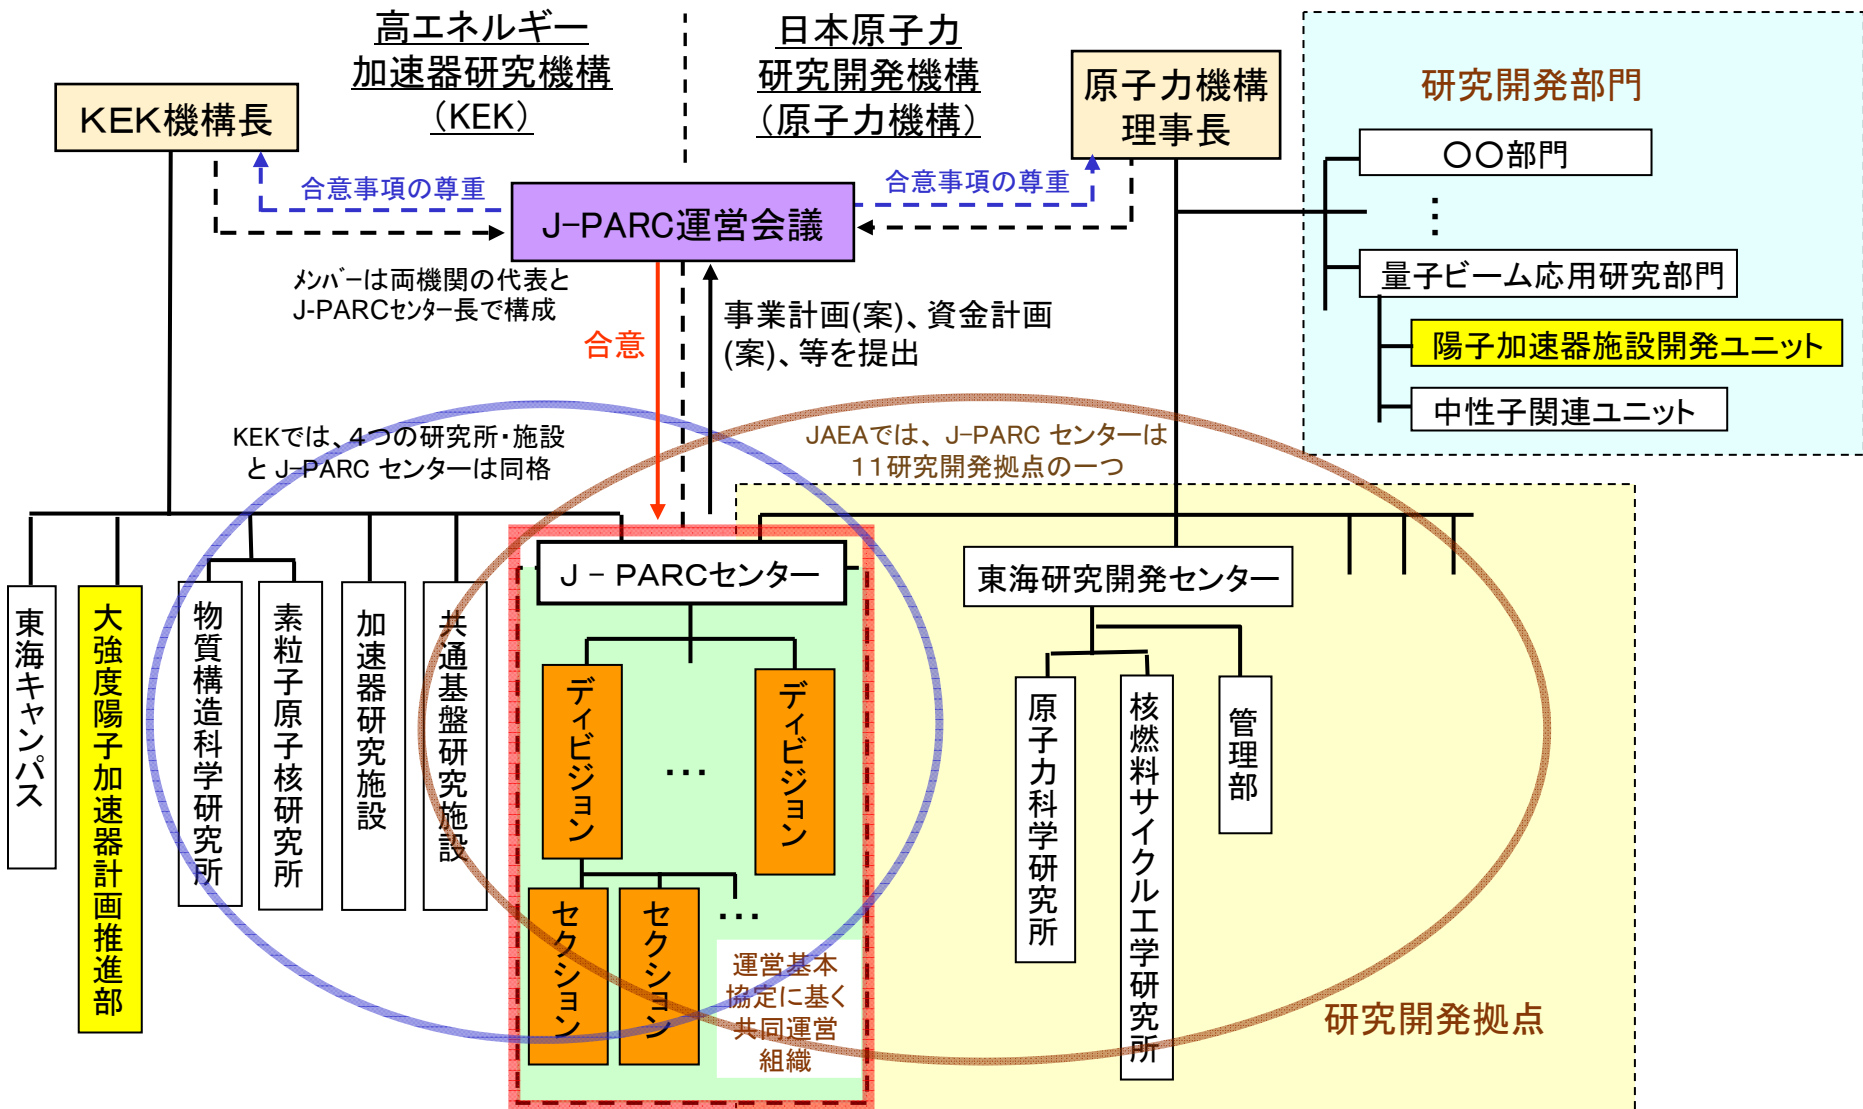 高エネルギー
加速器研究機構
(KEK)
日本原子力
研究開発機構
(原子力機構)
KEK機構長
原子力機構
理事長
研究開発部門
〇〇部門
⋮
量子ビーム応用研究部門
陽子加速器施設開発ユニット
中性子関連ユニット
合意事項の尊重
合意事項の尊重
J-PARC運営会議
メンバーは両機関の代表と
J-PARCセンター長で構成
合意
事業計画(案)、資金計画
(案)、等を提出
KEKでは、4つの研究所・施設
と J-PARC センターは同格
JAEAでは、J-PARC センターは
11研究開発拠点の一つ
J-PARCセンター
東海研究開発センター
東海キャンパス
大強度陽子加速器計画推進部
物質構造科学研究所
素粒子原子核研究所
加速器研究施設
共通基盤研究施設
ディビジョン
…
ディビジョン
セクション
セクション
…
運営基本
協定に基く
共同運営
組織
原子力科学研究所
核燃料サイクル工学研究所
管理部
研究開発拠点